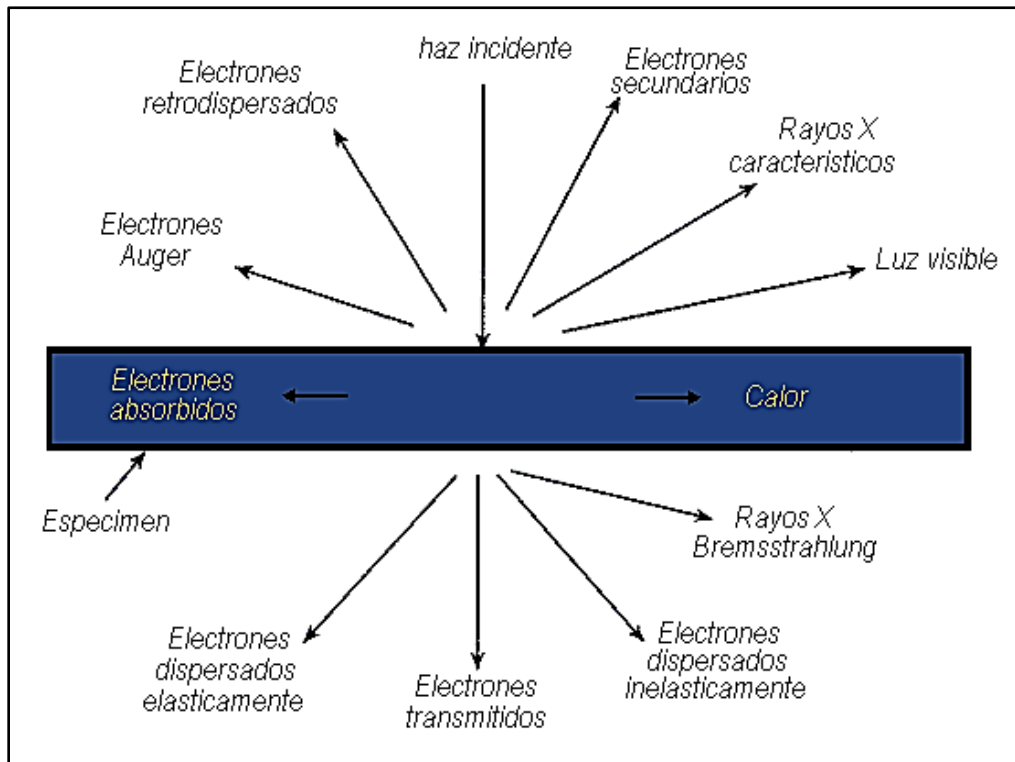 haz incidente
Electrones
retrodispersados
Electrones
secundarios
Rayos X
caracteristicos
Electrones
Auger
Luz visible
Electrones
absorbidos
Calor
Especimen
Rayos X
Bremsstrahlung
Electrones
dispersados
elasticamente
Electrones
transmitidos
Electrones
dispersados
inelasticamente